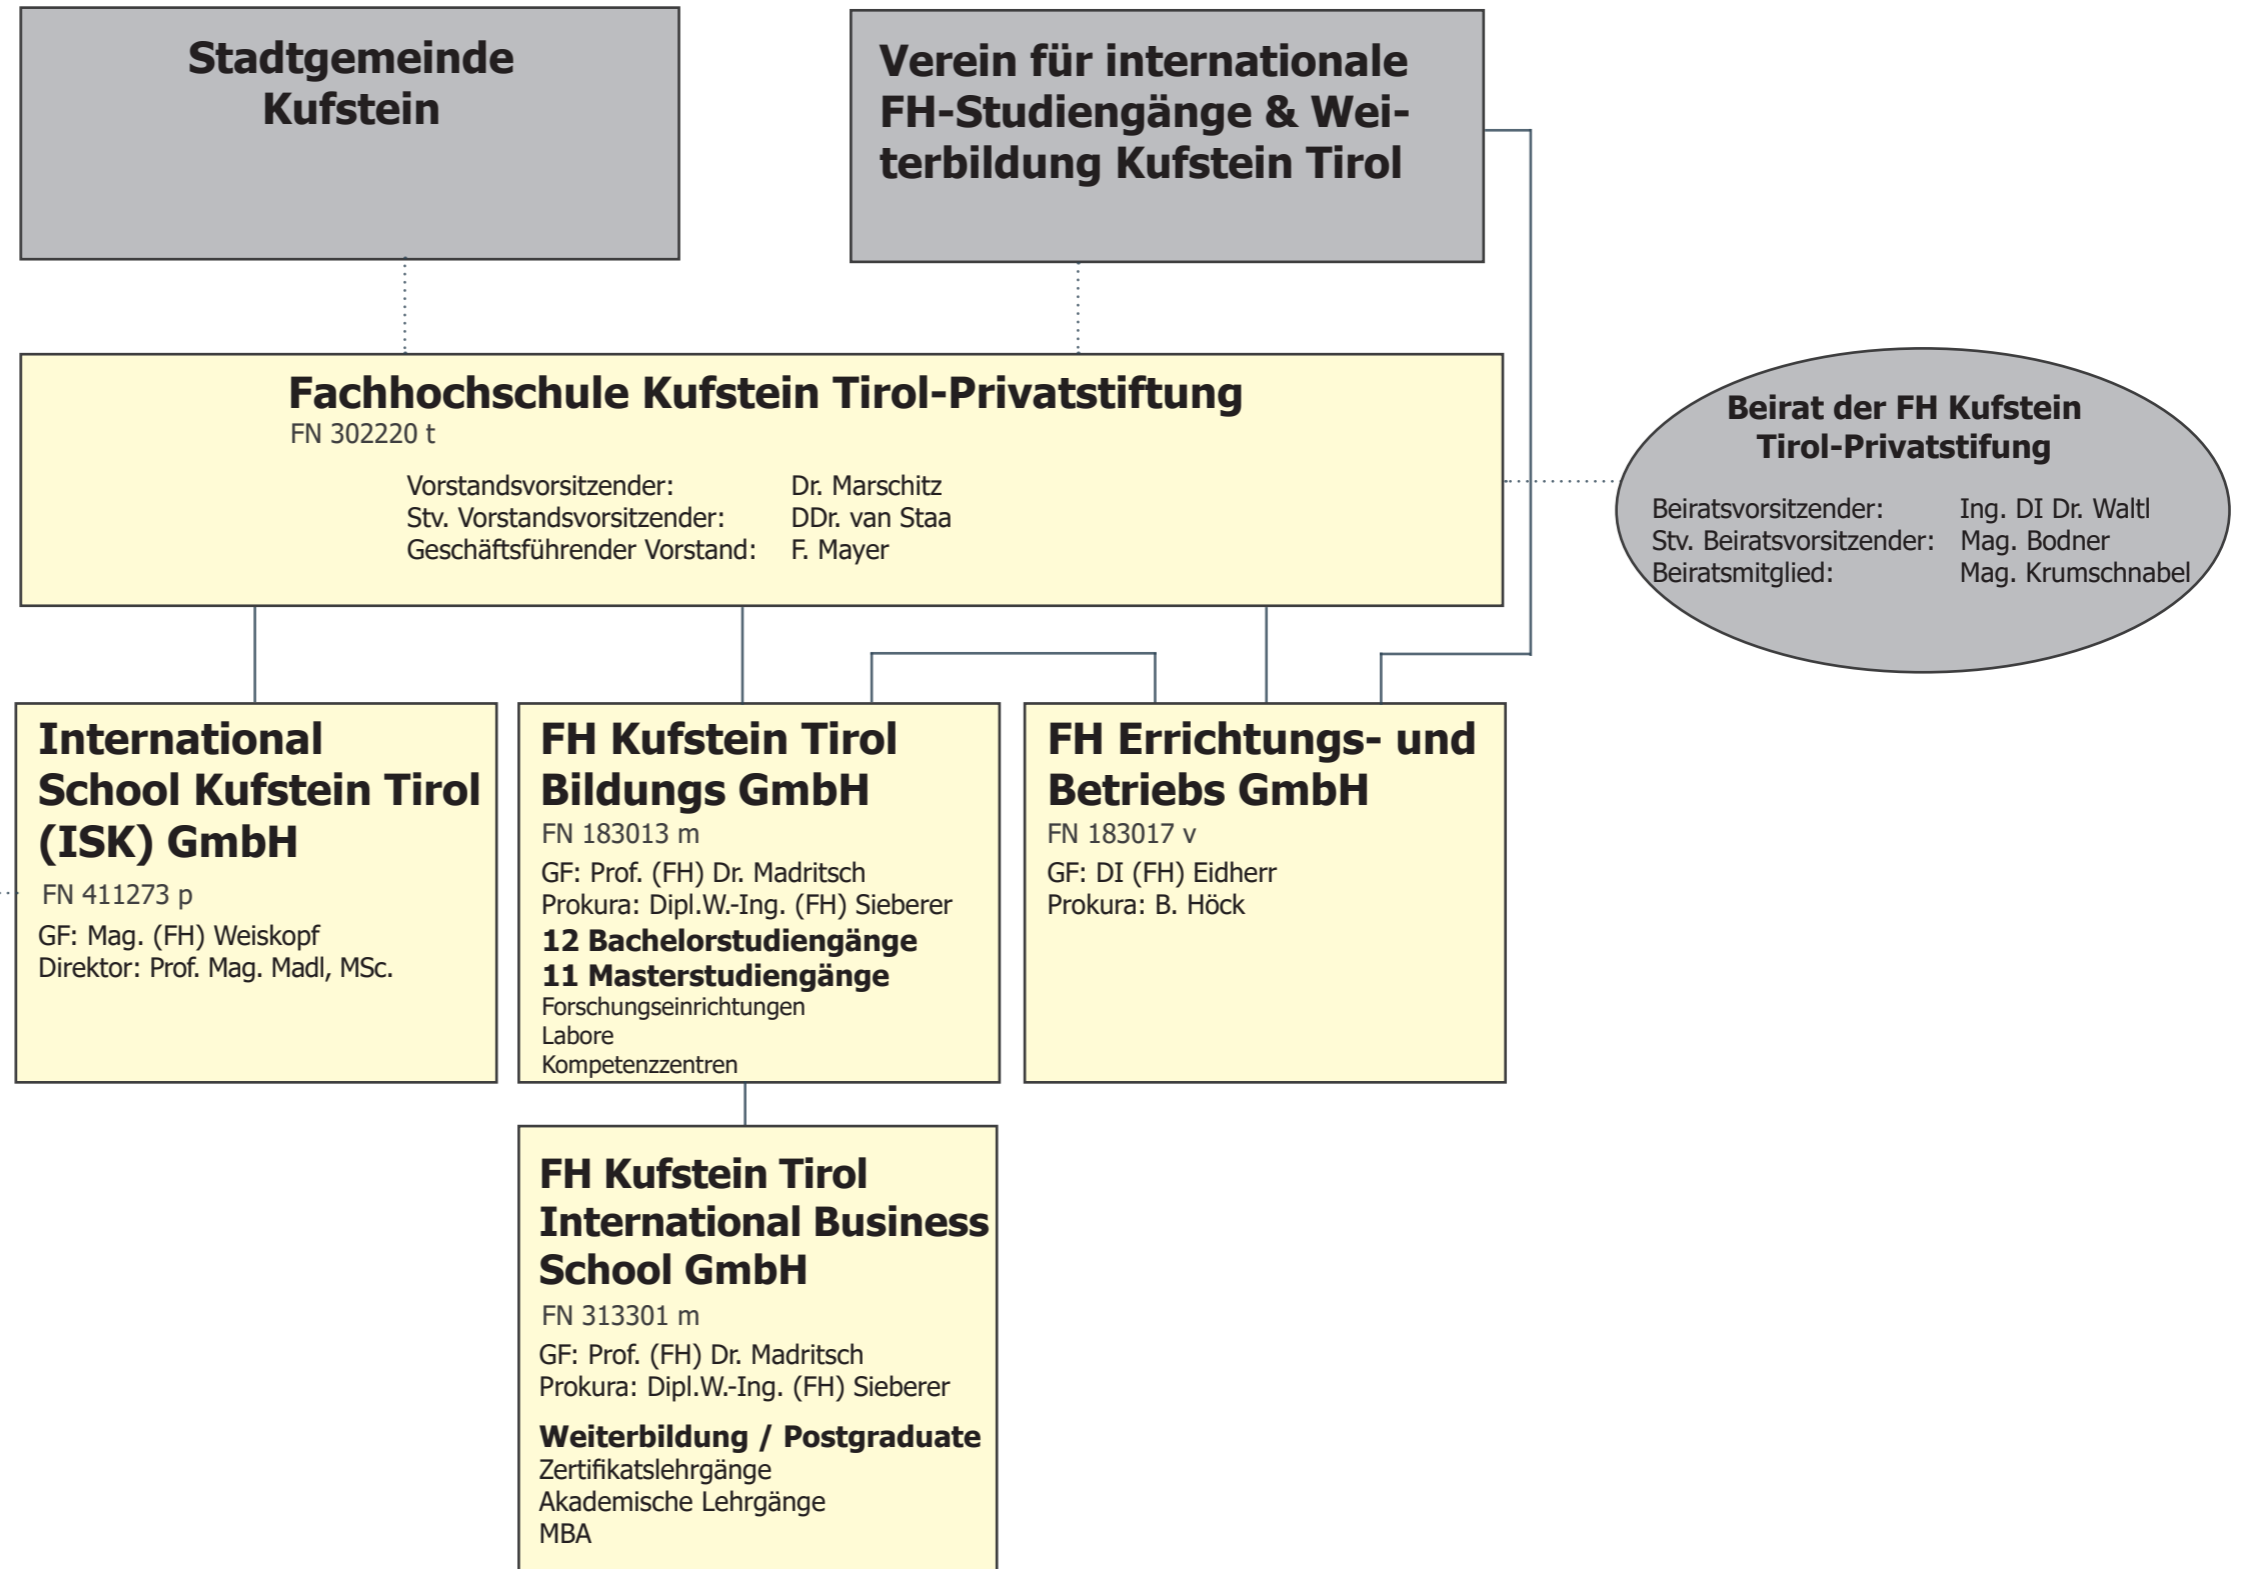 Stadtgemeinde
Kufstein
Verein für internationale
FH-Studiengänge & Wei-
terbildung Kufstein Tirol
Fachhochschule Kufstein Tirol-Privatstiftung
FN 302220 t
Vorstandsvorsitzender: Dr. Marschitz
Stv. Vorstandsvorsitzender: DDr. van Staa
Geschäftsführender Vorstand: F. Mayer
Beirat der FH Kufstein
Tirol-Privatstifung
Beiratsvorsitzender: Ing. DI Dr. Waltl
Stv. Beiratsvorsitzender: Mag. Bodner
Beiratsmitglied: Mag. Krumschnabel
International
School Kufstein Tirol
(ISK) GmbH
FN 411273 p
GF: Mag. (FH) Weiskopf
Direktor: Prof. Mag. Madl, MSc.
FH Kufstein Tirol
Bildungs GmbH
FN 183013 m
GF: Prof. (FH) Dr. Madritsch
Prokura: Dipl.W.-Ing. (FH) Sieberer
12 Bachelorstudiengänge
11 Masterstudiengänge
Forschungseinrichtungen
Labore
Kompetenzzentren
FH Errichtungs- und
Betriebs GmbH
FN 183017 v
GF: DI (FH) Eidherr
Prokura: B. Höck
FH Kufstein Tirol
International Business
School GmbH
FN 313301 m
GF: Prof. (FH) Dr. Madritsch
Prokura: Dipl.W.-Ing. (FH) Sieberer
Weiterbildung / Postgraduate
Zertifikatslehrgänge
Akademische Lehrgänge
MBA